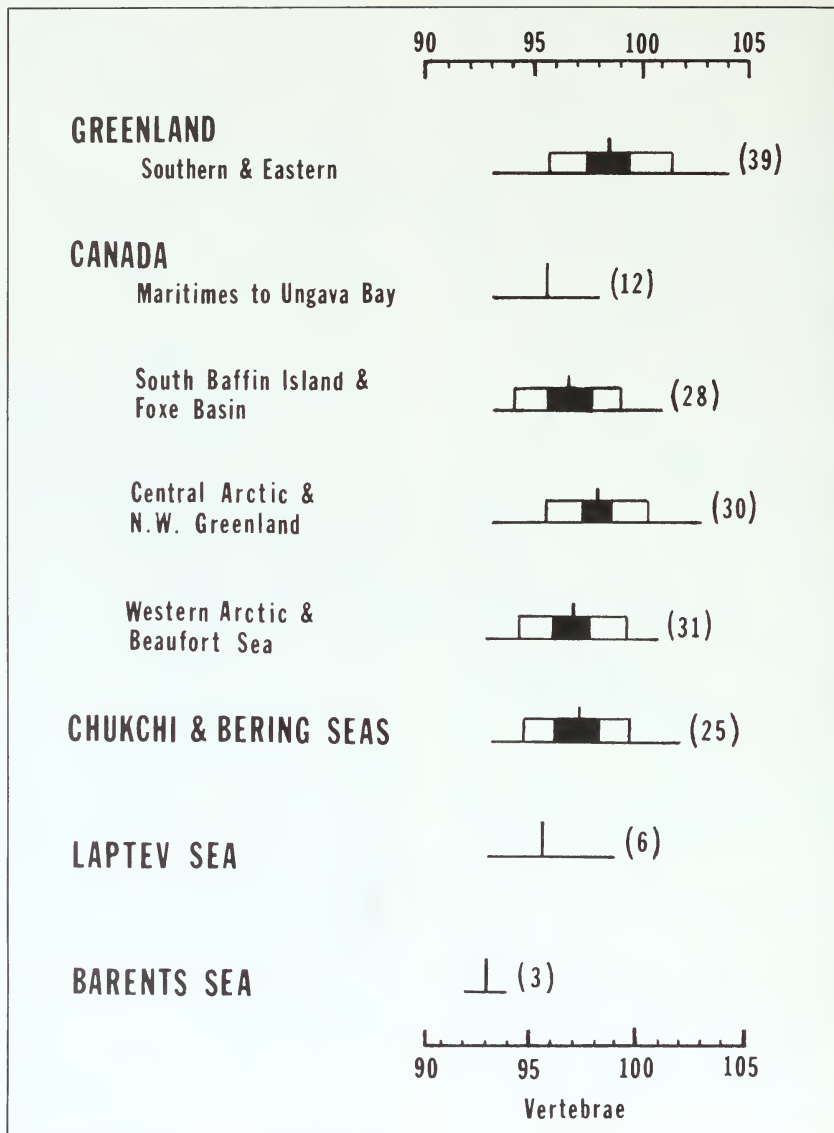 90 95 100 105
GREENLAND
Southern & Eastern (39)
CANADA
Maritimes to Ungava Bay (12)
South Baffin Island &
Foxe Basin (28)
Central Arctic &
N.W. Greenland (30)
Western Arctic &
Beaufort Sea (31)
CHUKCHI & BERING SEAS (25)
LAPTEV SEA (6)
BARENTS SEA (3)
90 95 100 105
Vertebrae